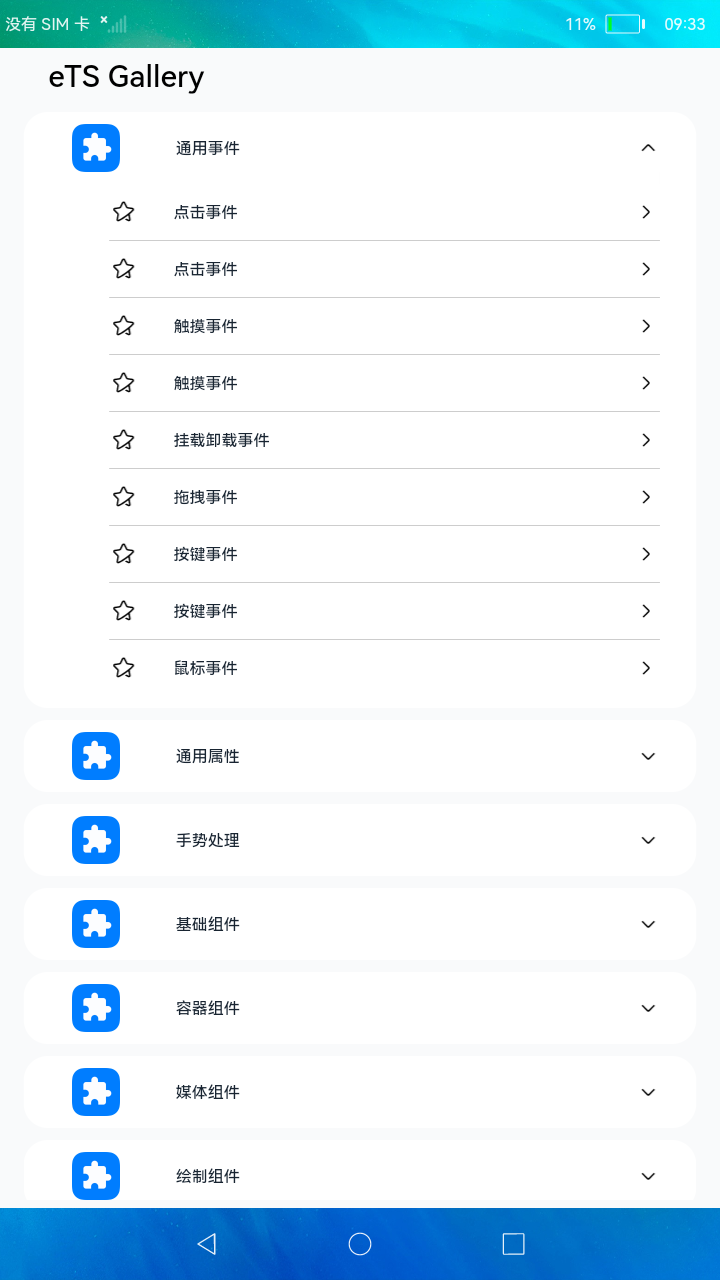 没有 SIM 卡 11% 09:33
eTS Gallery
通用事件
点击事件
点击事件
触摸事件
触摸事件
挂载卸载事件
拖拽事件
按键事件
按键事件
鼠标事件
通用属性
手势处理
基础组件
容器组件
媒体组件
绘制组件